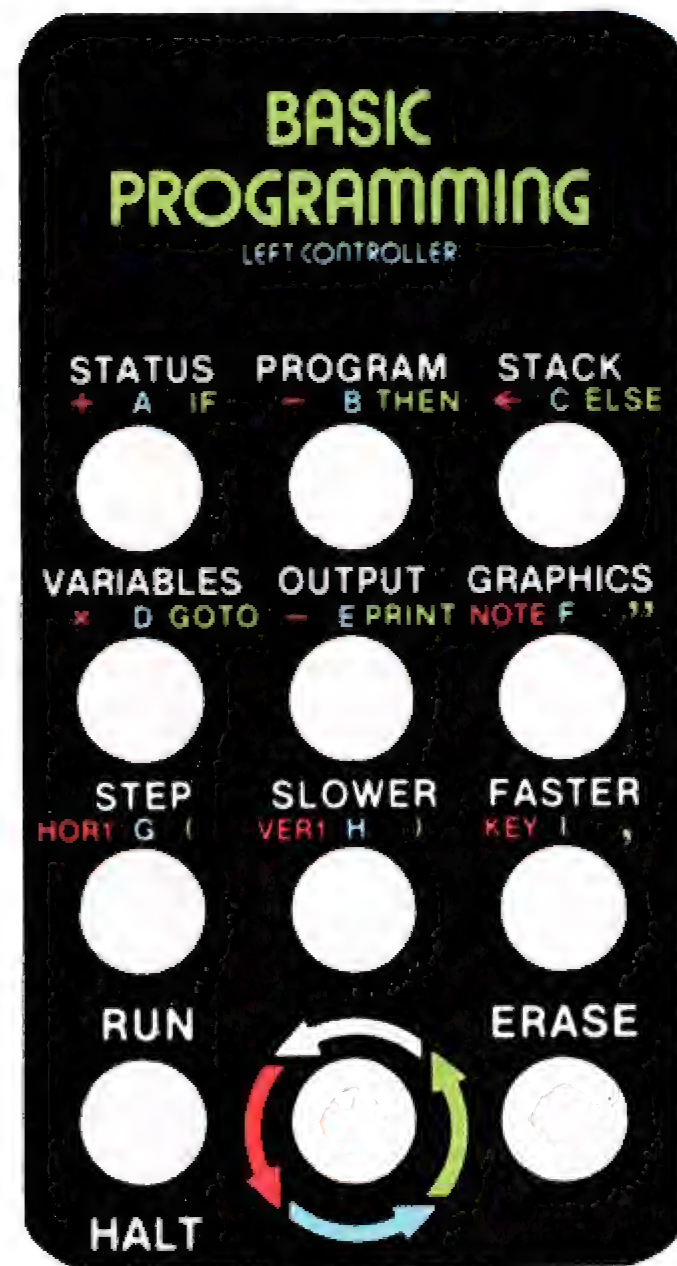 BASIC
PROGRAMMING
LEFT CONTROLLER
STATUS PROGRAM STACK
+ A IF - B THEN ← C ELSE
VARIABLES OUTPUT GRAPHICS
× D GOTO - E PRINT NOTE F "
STEP SLOWER FASTER
HOR1 G ( VER1 H ) KEY I ,
RUN ERASE
HALT